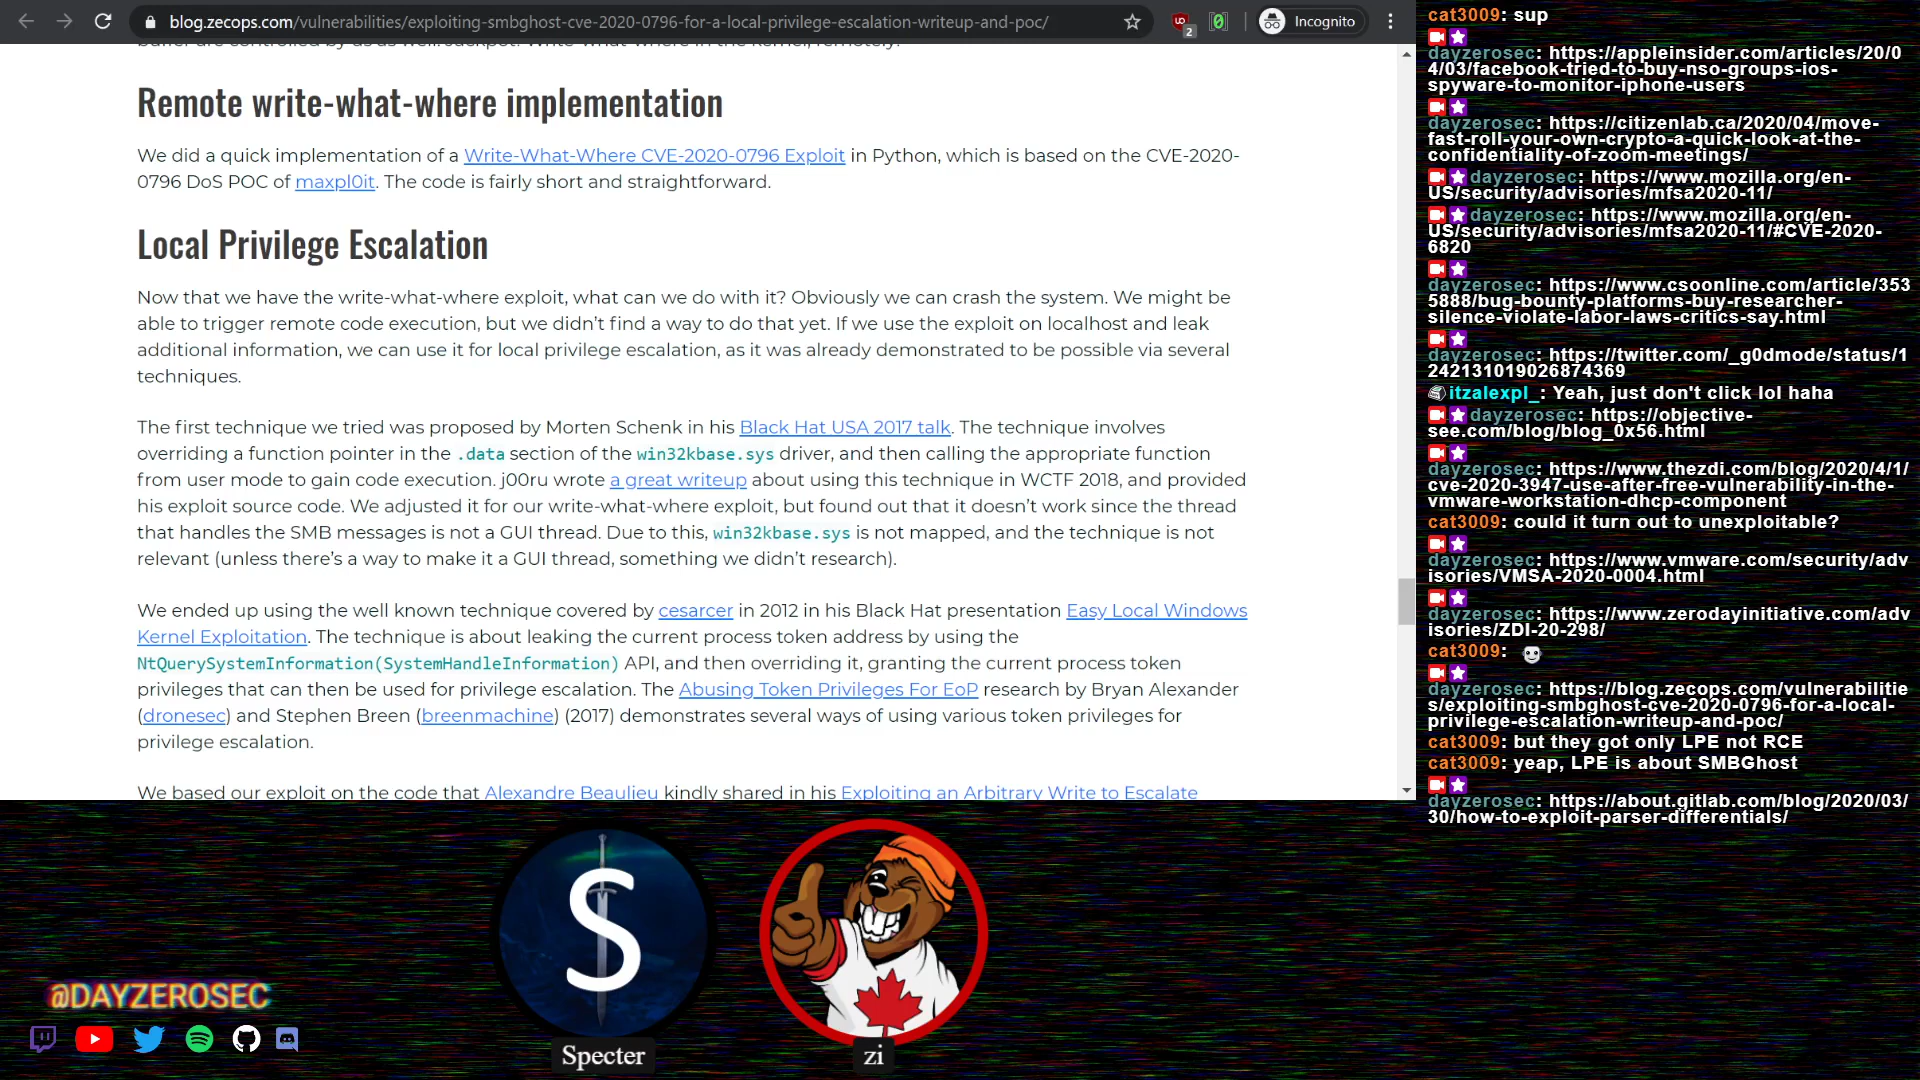 blog.zecops.com/vulnerabilities/exploiting-smbghost-cve-2020-0796-for-a-local-privilege-escalation-writeup-and-poc/
2
Incognito
Remote write-what-where implementation
We did a quick implementation of a Write-What-Where CVE-2020-0796 Exploit in Python, which is based on the CVE-2020-
0796 DoS POC of maxpl0it. The code is fairly short and straightforward.
Local Privilege Escalation
Now that we have the write-what-where exploit, what can we do with it? Obviously we can crash the system. We might be
able to trigger remote code execution, but we didn't find a way to do that yet. If we use the exploit on localhost and leak
additional information, we can use it for local privilege escalation, as it was already demonstrated to be possible via several
techniques.
The first technique we tried was proposed by Morten Schenk in his Black Hat USA 2017 talk. The technique involves
overriding a function pointer in the .data section of the win32kbase.sys driver, and then calling the appropriate function
from user mode to gain code execution. j00ru wrote a great writeup about using this technique in WCTF 2018, and provided
his exploit source code. We adjusted it for our write-what-where exploit, but found out that it doesn't work since the thread
that handles the SMB messages is not a GUI thread. Due to this, win32kbase.sys is not mapped, and the technique is not
relevant (unless there's a way to make it a GUI thread, something we didn't research).
We ended up using the well known technique covered by cesarcer in 2012 in his Black Hat presentation Easy Local Windows
Kernel Exploitation. The technique is about leaking the current process token address by using the
NtQuerySystemInformation(SystemHandleInformation) API, and then overriding it, granting the current process token
privileges that can then be used for privilege escalation. The Abusing Token Privileges For EoP research by Bryan Alexander
(dronesec) and Stephen Breen (breenmachine) (2017) demonstrates several ways of using various token privileges for
privilege escalation.
We based our exploit on the code that Alexandre Beaulieu kindly shared in his Exploiting an Arbitrary Write to Escalate
cat3009: sup
dayzerosec: https://appleinsider.com/articles/20/0
4/03/facebook-tried-to-buy-nso-groups-ios-
spyware-to-monitor-iphone-users
dayzerosec: https://citizenlab.ca/2020/04/move-
fast-roll-your-own-crypto-a-quick-look-at-the-
confidentiality-of-zoom-meetings/
dayzerosec: https://www.mozilla.org/en-
US/security/advisories/mfsa2020-11/
dayzerosec: https://www.mozilla.org/en-
US/security/advisories/mfsa2020-11/#CVE-2020-
6820
dayzerosec: https://www.csoonline.com/article/353
5888/bug-bounty-platforms-buy-researcher-
silence-violate-labor-laws-critics-say.html
dayzerosec: https://twitter.com/_g0dmode/status/1
242131019026874369
itzalexpl_: Yeah, just don't click lol haha
dayzerosec: https://objective-
see.com/blog/blog_0x56.html
dayzerosec: https://www.thezdi.com/blog/2020/4/1/
cve-2020-3947-use-after-free-vulnerability-in-the-
vmware-workstation-dhcp-component
cat3009: could it turn out to unexploitable?
dayzerosec: https://www.vmware.com/security/adv
isories/VMSA-2020-0004.html
dayzerosec: https://www.zerodayinitiative.com/adv
isories/ZDI-20-298/
cat3009:
dayzerosec: https://blog.zecops.com/vulnerabilitie
s/exploiting-smbghost-cve-2020-0796-for-a-local-
privilege-escalation-writeup-and-poc/
cat3009: but they got only LPE not RCE
cat3009: yeap, LPE is about SMBGhost
dayzerosec: https://about.gitlab.com/blog/2020/03/
30/how-to-exploit-parser-differentials/
@DAYZEROSEC
S
Specter
zi